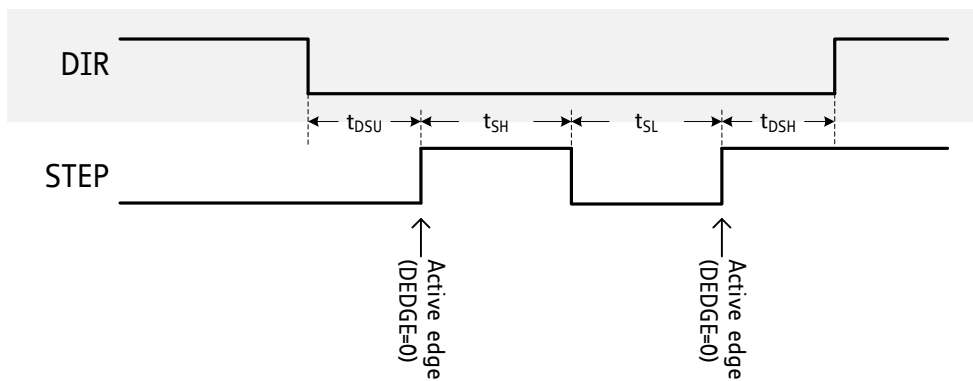 DIR
tDSU
tSH
tSL
tDSH
STEP
Active edge
(DEDGE=0)
Active edge
(DEDGE=0)